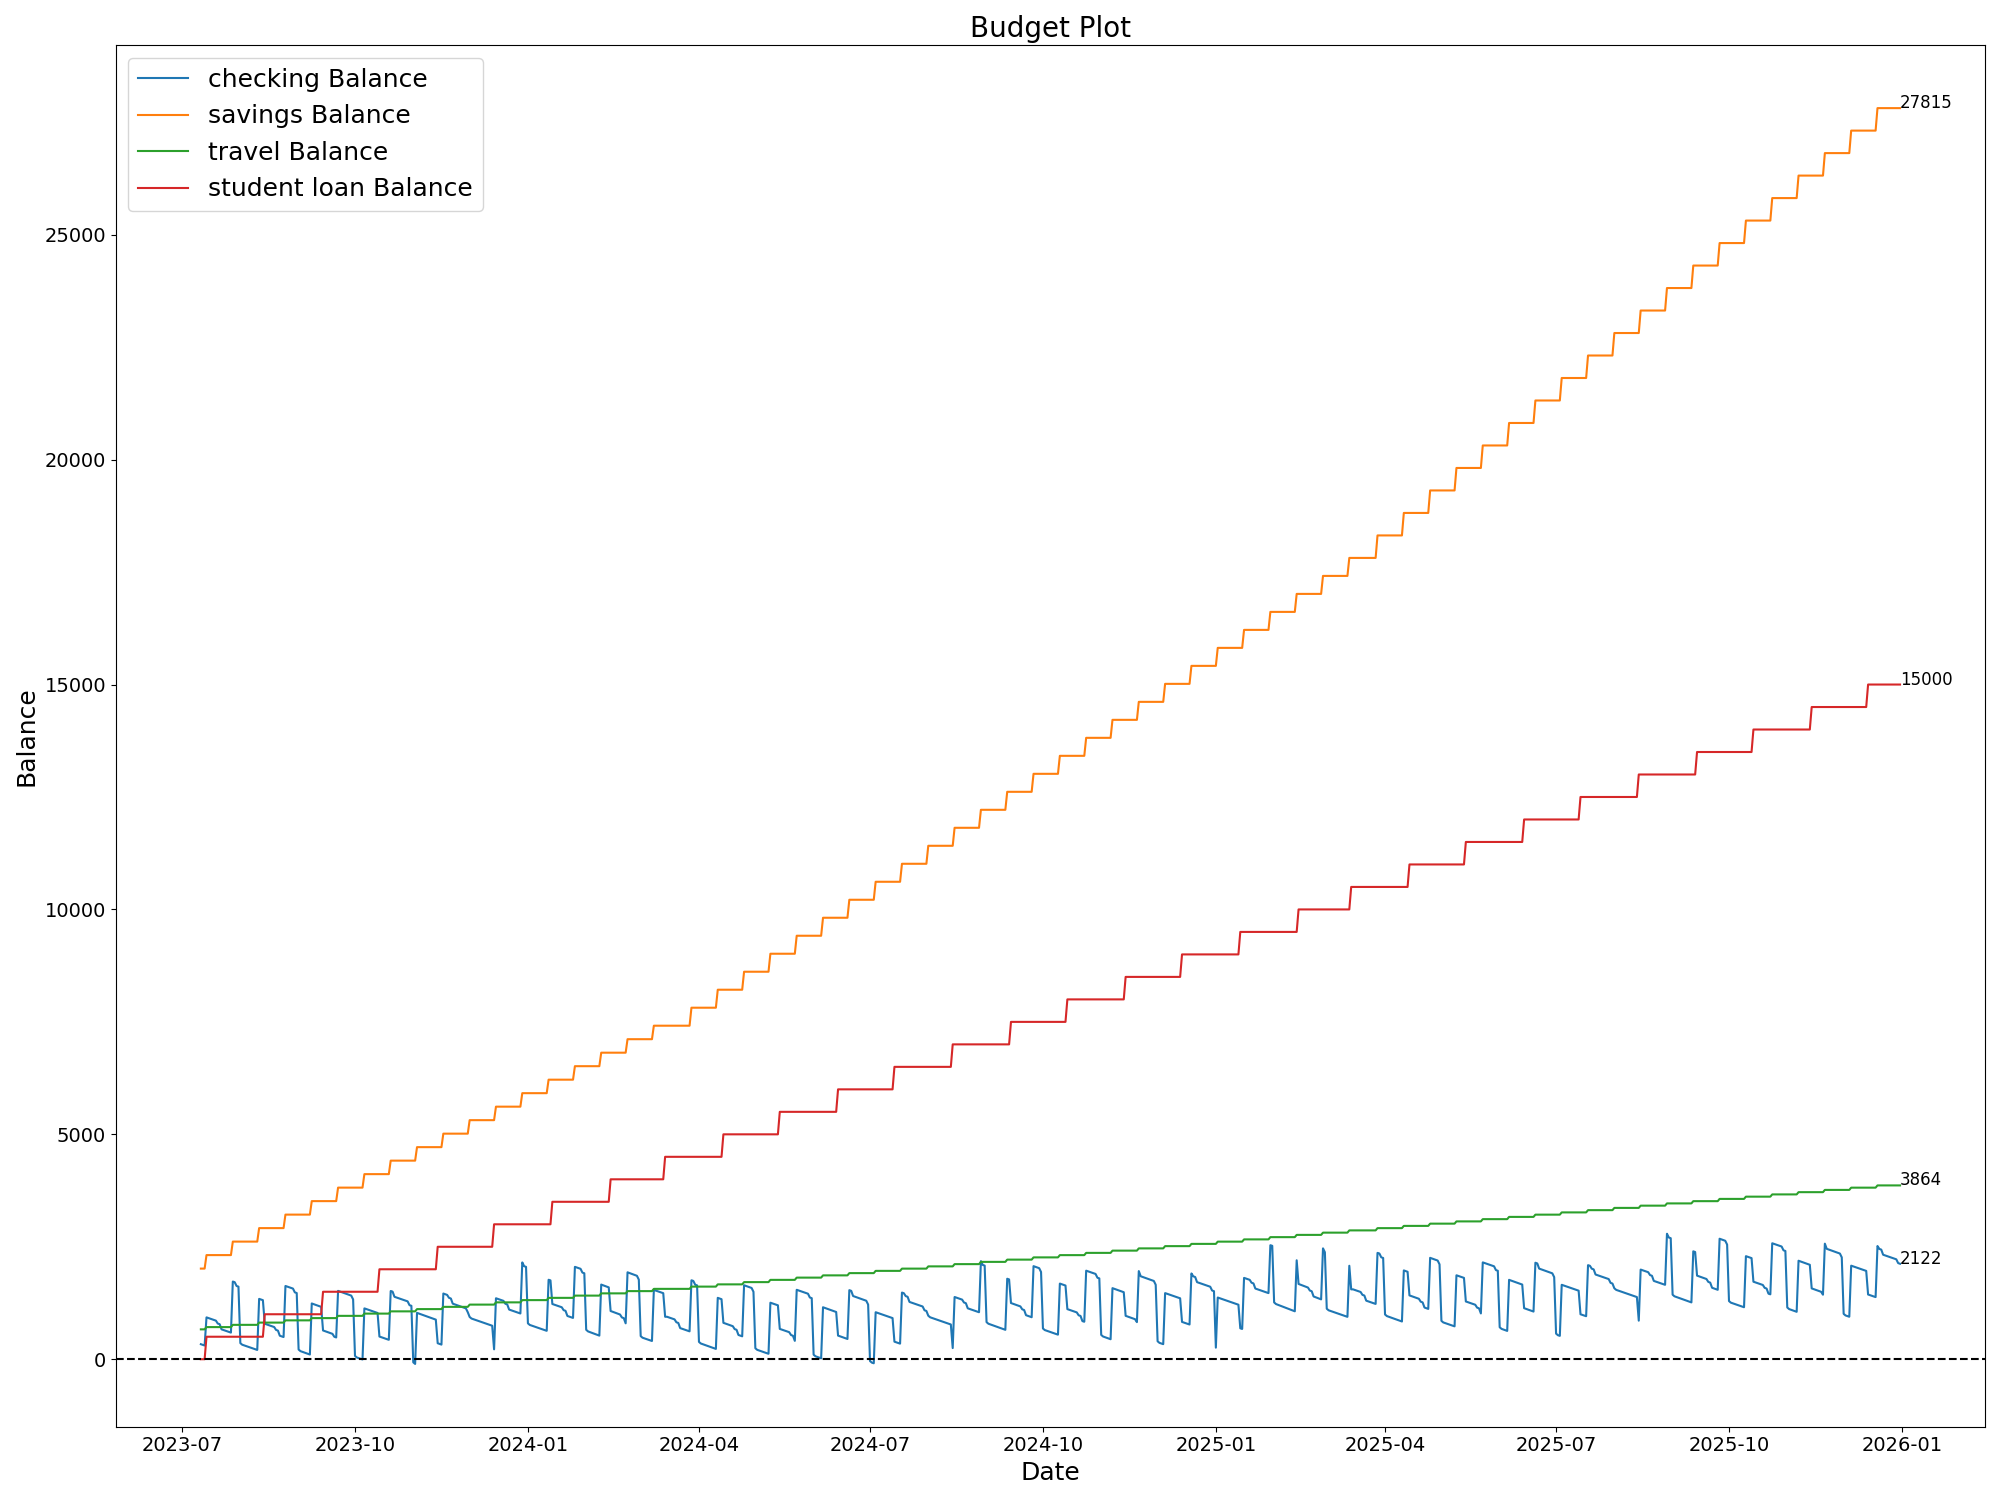 Budget Plot
checking Balance
savings Balance
travel Balance
student loan Balance
27815
25000
20000
15000
15000
10000
5000
3864
2122
0
Balance
2023-07 2023-10 2024-01 2024-04 2024-07 2024-10 2025-01 2025-04 2025-07 2025-10 2026-01
Date